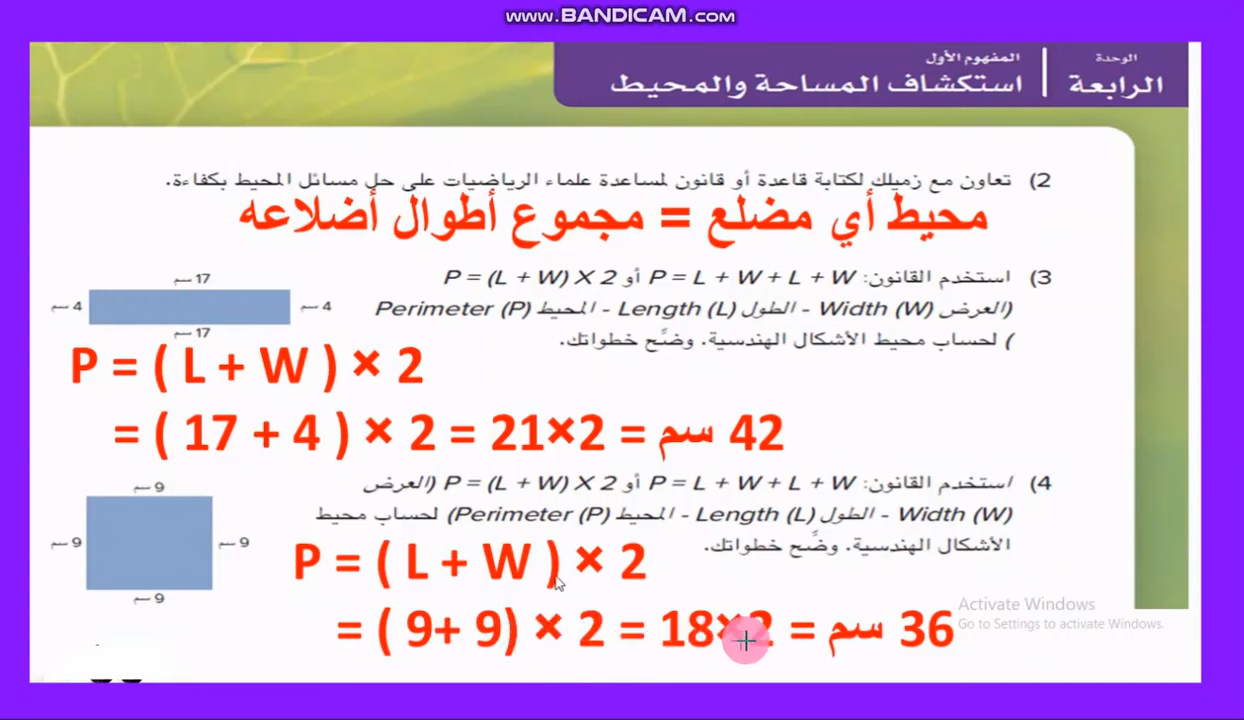 www.BANDICAM.com
الوحدة
الرابعة
المفهوم الأول
استكشاف المساحة والمحيط
2) تعاون مع زميلك لكتابة قاعدة أو قانون لمساعدة علماء الرياضيات على حل مسائل المحيط بكفاءة.
محيط أي مضلع = مجموع أطوال أضلاعه
3) استخدم القانون: P = L + W + L + W أو P = (L + W) X 2
(العرض Width (W) - الطول Length (L) - المحيط Perimeter (P)
) لحساب محيط الأشكال الهندسية. وضّح خطواتك.
17 سم
4 سم
4 سم
17 سم
P = ( L + W ) × 2
= ( 17 + 4 ) × 2 = 21×2 = 42 سم
4) استخدم القانون: P = L + W + L + W أو P = (L + W) X 2 (العرض
Width (W) - الطول Length (L) - المحيط Perimeter (P)) لحساب محيط
الأشكال الهندسية. وضّح خطواتك.
9 سم
9 سم
9 سم
9 سم
P = ( L + W ) × 2
= ( 9+ 9) × 2 = 18×2 = 36 سم
Activate Windows
Go to Settings to activate Windows.